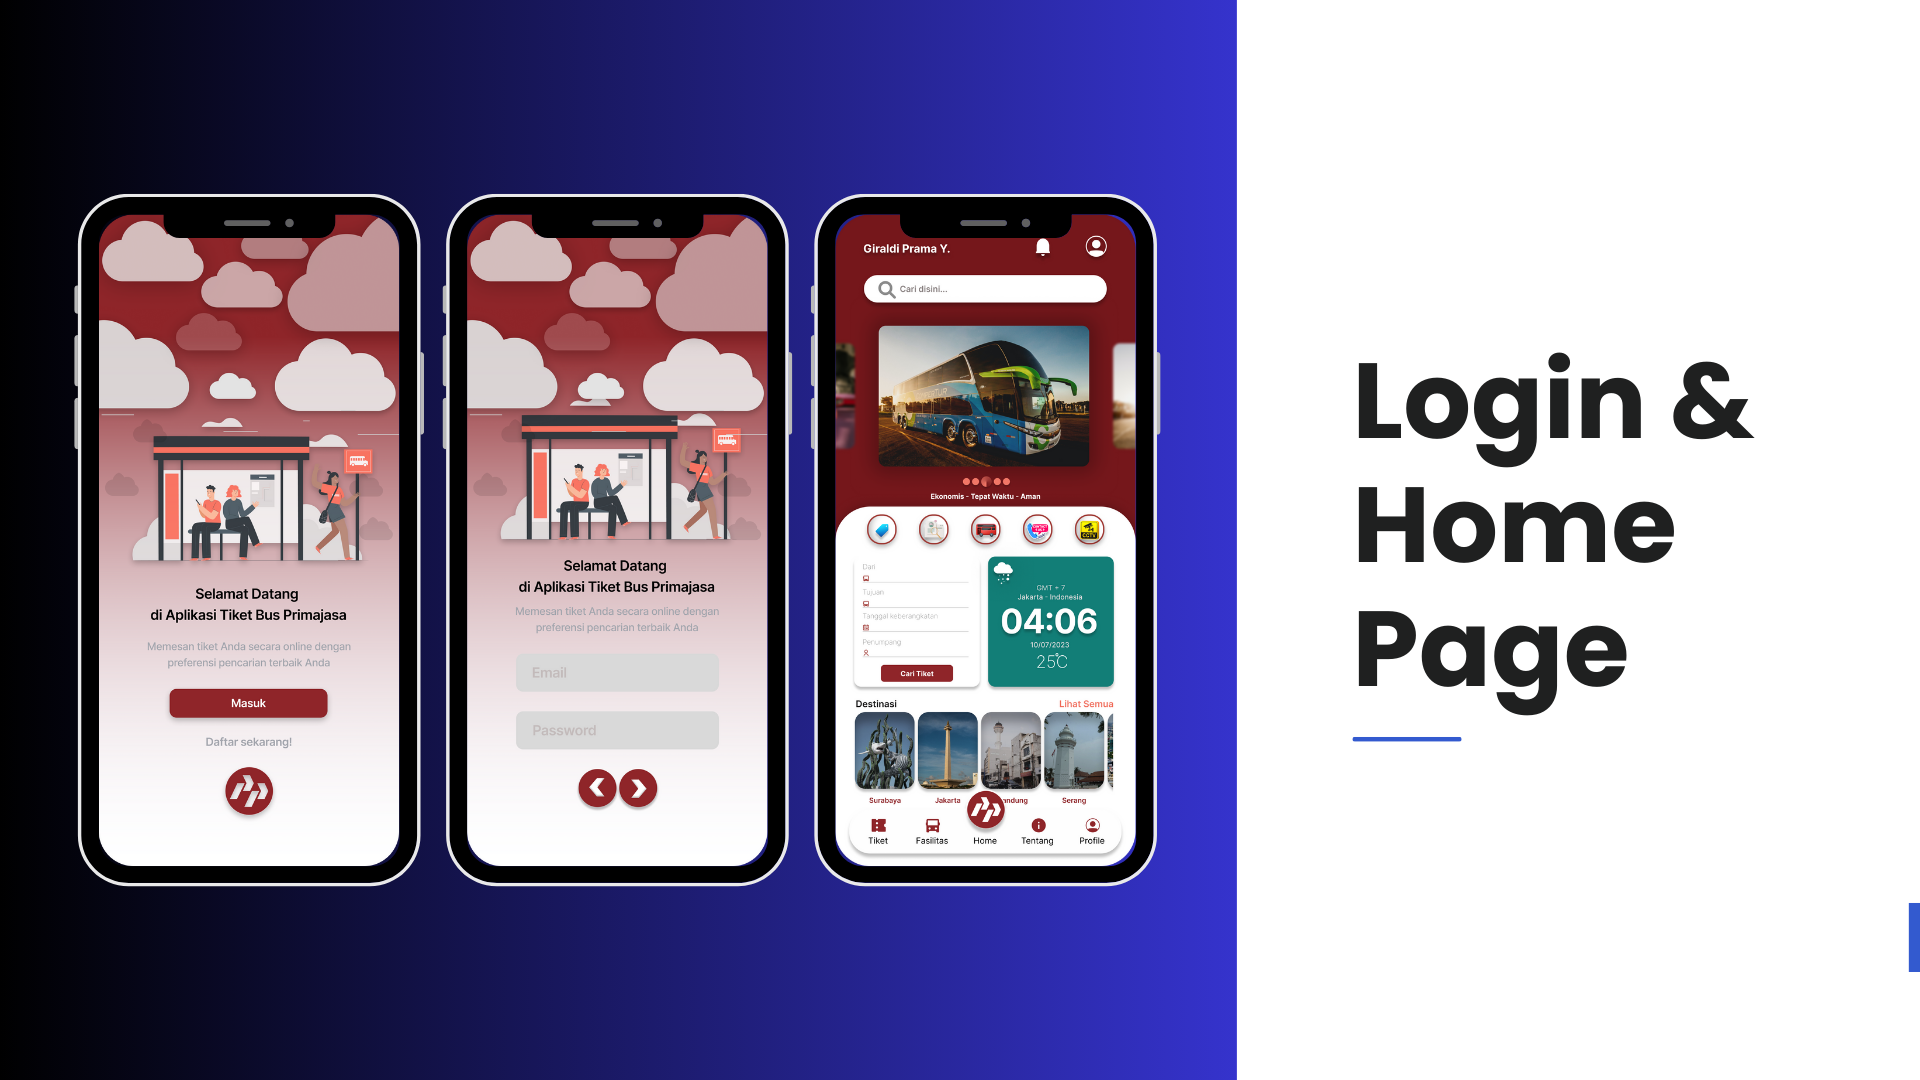 Selamat Datang
di Aplikasi Tiket Bus Primajasa
Memesan tiket Anda secara online dengan
preferensi pencarian terbaik Anda
Masuk
Daftar sekarang!
Selamat Datang
di Aplikasi Tiket Bus Primajasa
Memesan tiket Anda secara online dengan
preferensi pencarian terbaik Anda
Email
Password
Giraldi Prama Y.
Cari disini...
Ekonomis - Tepat Waktu - Aman
CCTV
Dari
Tujuan
Tanggal keberangkatan
Penumpang
Cari Tiket
GMT + 7
Jakarta - Indonesia
04:06
10/07/2023
25°C
Destinasi
Lihat Semua
Surabaya
Jakarta
ndung
Serang
Tiket
Fasilitas
Home
Tentang
Profile
Login &
Home
Page